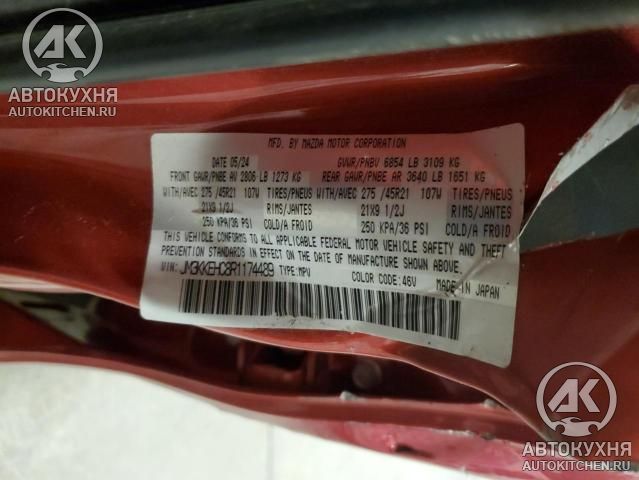 AK
АВТОКУХНЯ
AUTOKITCHEN.RU
AK
MFD. BY MAZDA MOTOR CORPORATION
DATE 05/24 GVWR/PNBV 6854 LB 3109 KG
FRONT GAWR/PNBE AV 2806 LB 1273 KG REAR GAWR/PNBE AR 3640 LB 1651 KG
WITH/AVEC 275 /45R21 107W TIRES/PNEUS WITH/AVEC 275 /45R21 107W TIRES/PNEUS
21X9 1/2J RIMS/JANTES 21X9 1/2J RIMS/JANTES
250 KPA/36 PSI COLD/A FROID 250 KPA/36 PSI COLD/A FROID
THIS VEHICLE CONFORMS TO ALL APPLICABLE FEDERAL MOTOR VEHICLE SAFETY AND THEFT
PREVENTION STANDARDS IN EFFECT ON THE DATE OF MANUFACTURE SHOWN ABOVE.
VIN: JM3KKEHC8R1174489 TYPE:MPV COLOR CODE:46V MADE IN JAPAN
AK
АВТОКУХНЯ
AUTOKITCHEN.RU